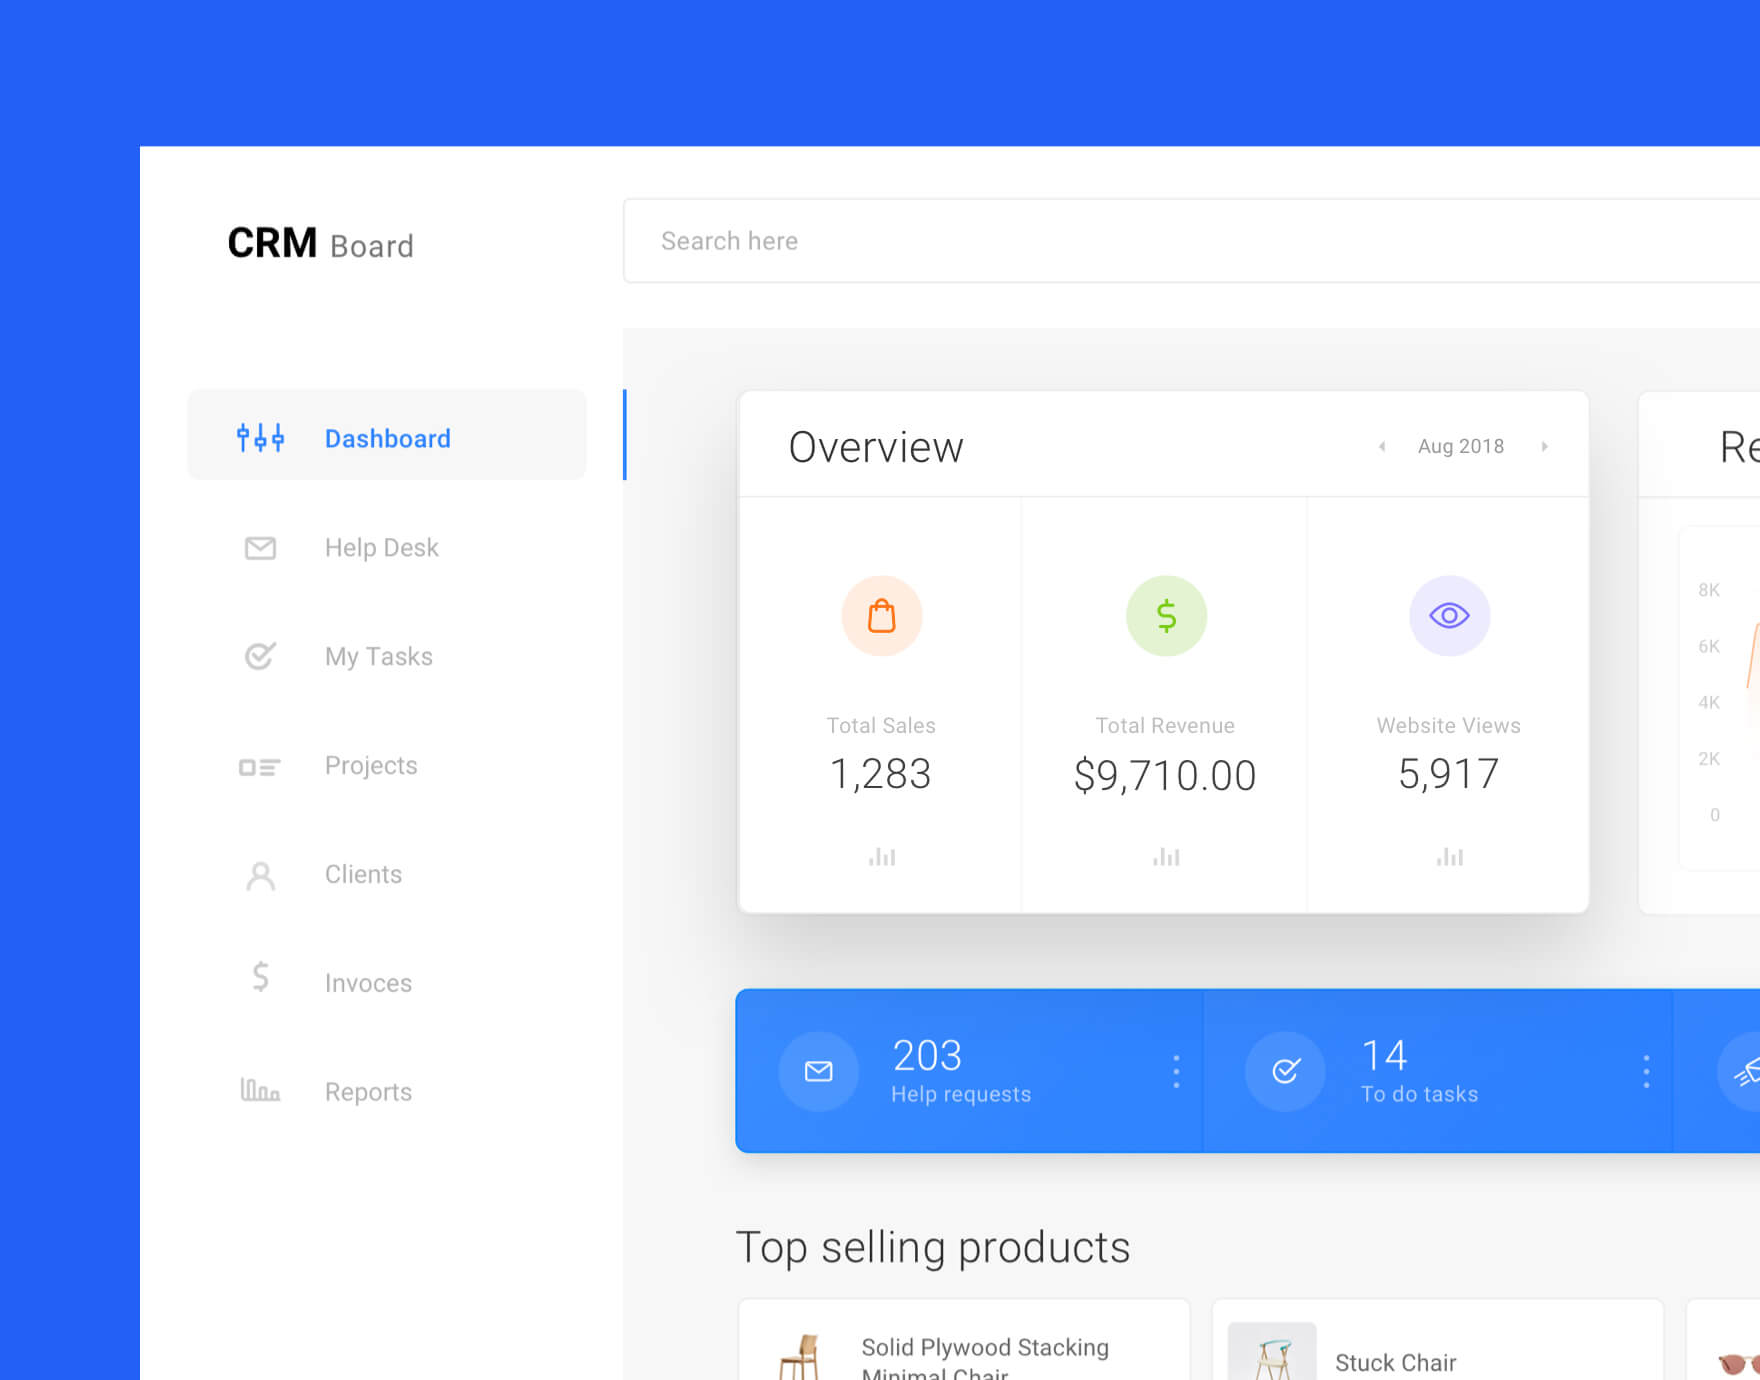 CRM Board
Search here
Dashboard
Help Desk
My Tasks
Projects
Clients
Invoces
Reports
Overview
Aug 2018
Total Sales
1,283
Total Revenue
$9,710.00
Website Views
5,917
Re
8K
6K
4K
2K
0
203
Help requests
14
To do tasks
Top selling products
Solid Plywood Stacking
Minimal Chair
Stuck Chair